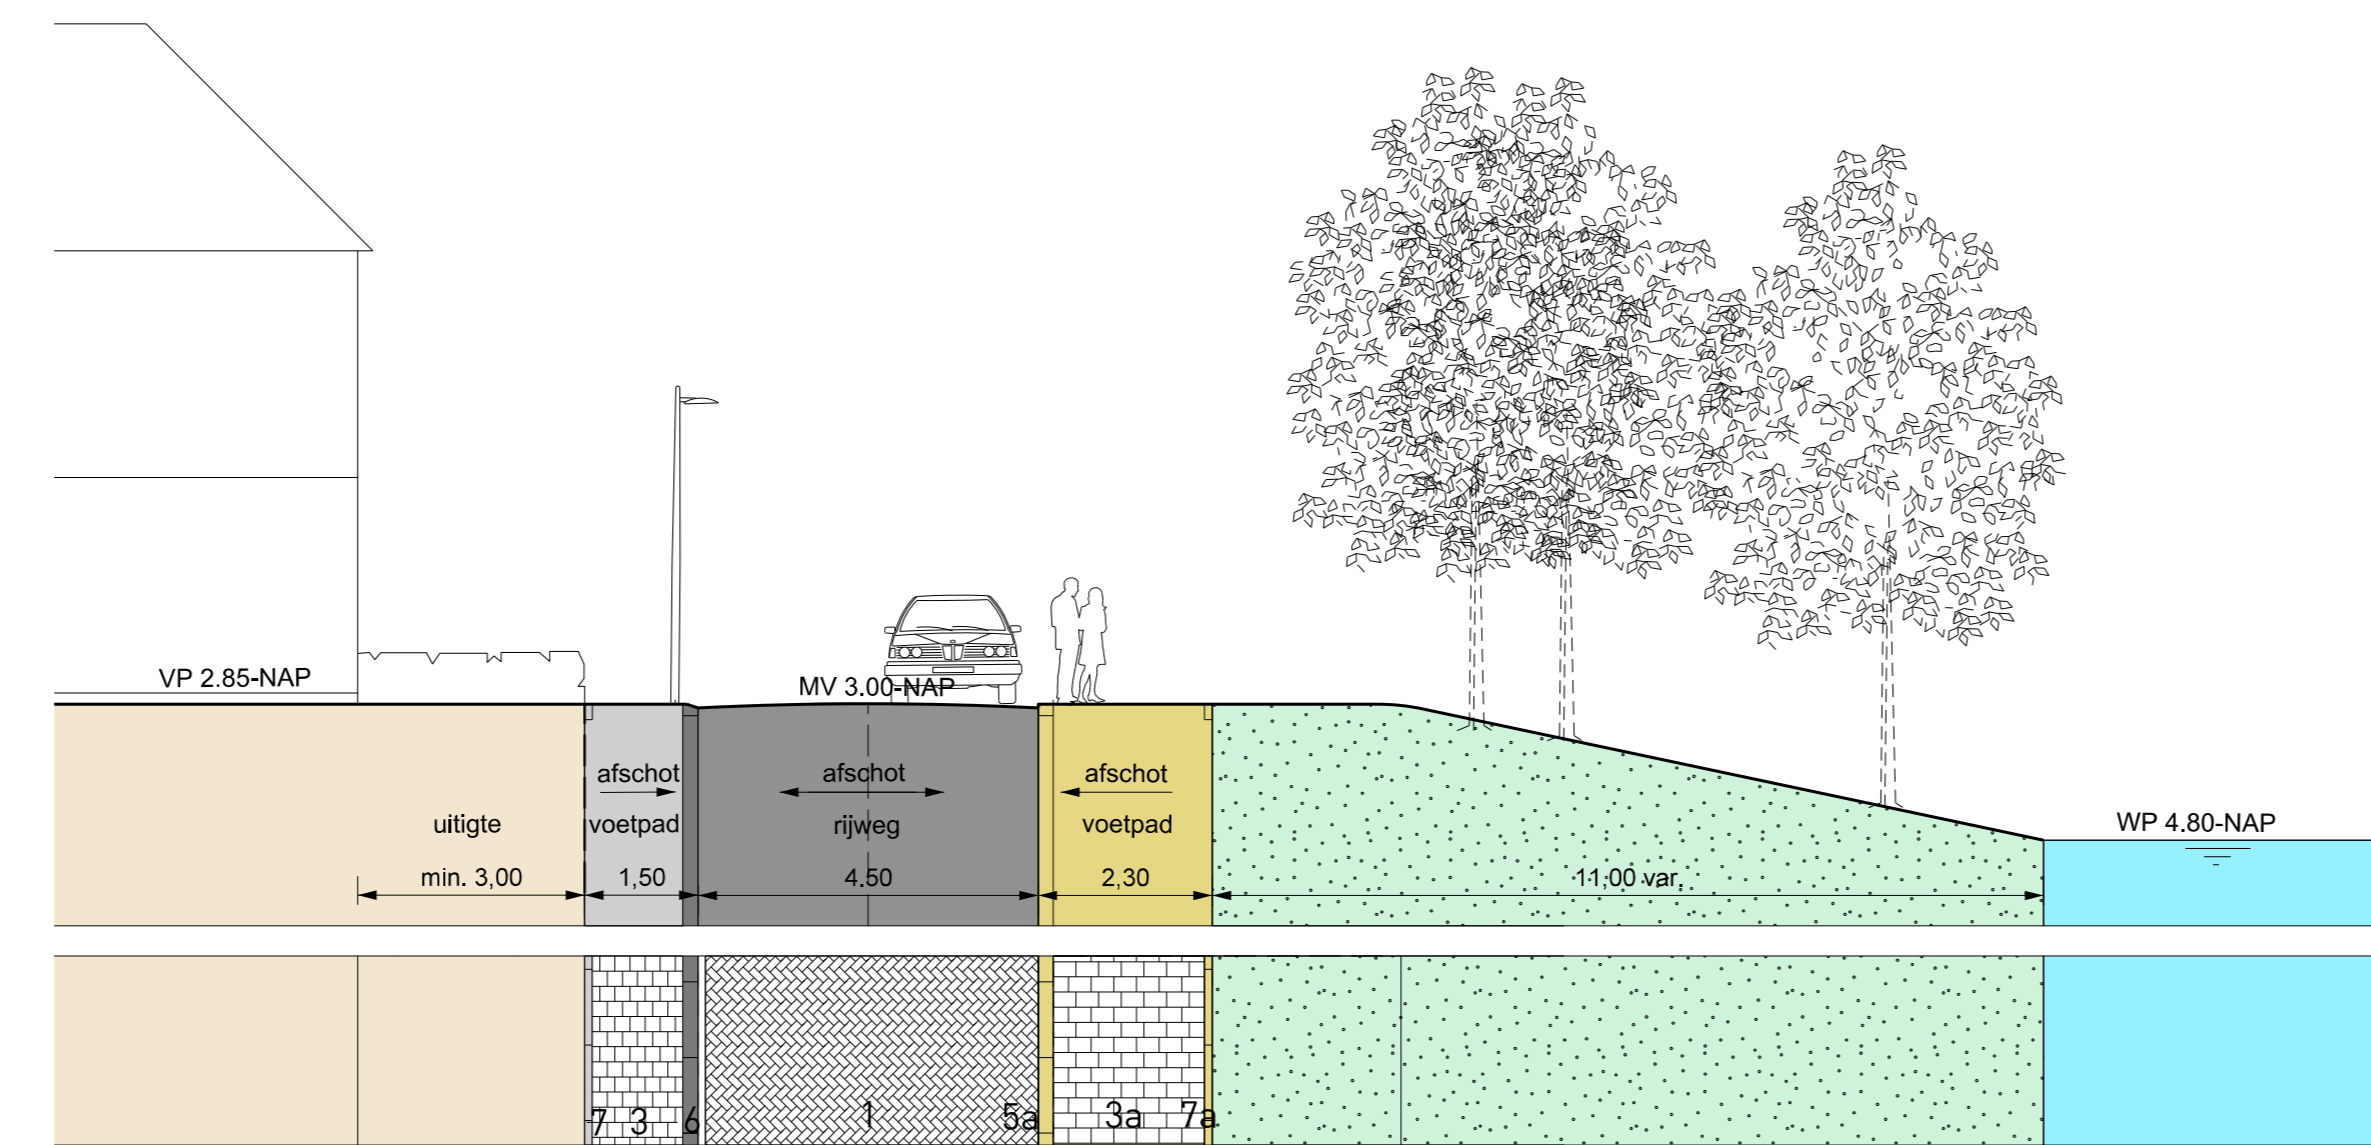 VP 2.85-NAP
MV 3.00-NAP
WP 4.80-NAP
afschot
afschot
afschot
uitigte
voetpad
rijweg
voetpad
min. 3,00
1,50
4.50
2,30
11,00 var.
7
3
6
1
5a
3a
7a